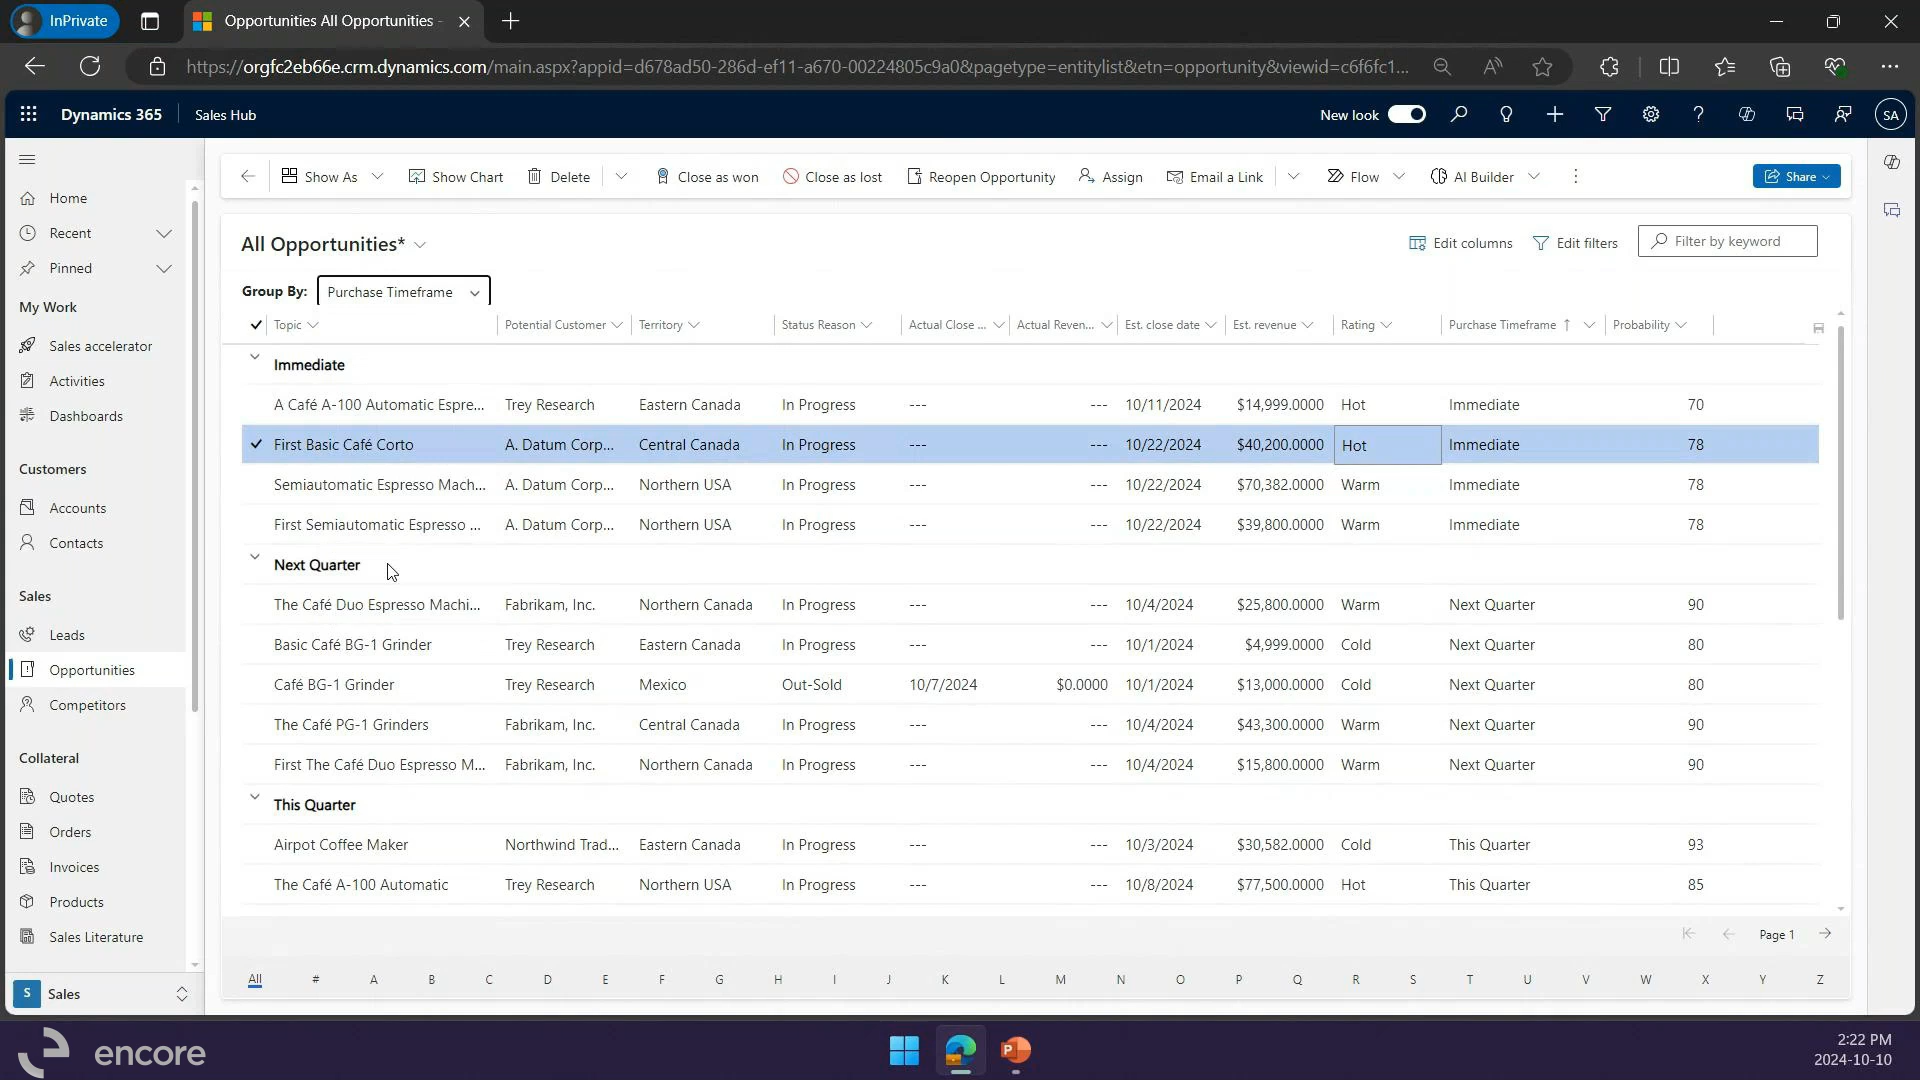 InPrivate
Opportunities All Opportunities -
https://orgfc2eb66e.crm.dynamics.com/main.aspx?appid=d678ad50-286d-ef11-a670-00224805c9a0&pagetype=entitylist&etn=opportunity&viewid=c6f6fc1...
Dynamics 365 Sales Hub
New look
SA
Home
Recent
Pinned
My Work
Sales accelerator
Activities
Dashboards
Customers
Accounts
Contacts
Sales
Leads
Opportunities
Competitors
Collateral
Quotes
Orders
Invoices
Products
Sales Literature
S Sales
Show As Show Chart Delete Close as won Close as lost Reopen Opportunity Assign Email a Link Flow AI Builder Share
All Opportunities*
Edit columns Edit filters Filter by keyword
Group By: Purchase Timeframe
Topic Potential Customer Territory Status Reason Actual Close ... Actual Reven... Est. close date Est. revenue Rating Purchase Timeframe ↑ Probability
Immediate
A Café A-100 Automatic Espre... Trey Research Eastern Canada In Progress --- --- 10/11/2024 $14,999.0000 Hot Immediate 70
First Basic Café Corto A. Datum Corp... Central Canada In Progress --- --- 10/22/2024 $40,200.0000 Hot Immediate 78
Semiautomatic Espresso Mach... A. Datum Corp... Northern USA In Progress --- --- 10/22/2024 $70,382.0000 Warm Immediate 78
First Semiautomatic Espresso ... A. Datum Corp... Northern USA In Progress --- --- 10/22/2024 $39,800.0000 Warm Immediate 78
Next Quarter
The Café Duo Espresso Machi... Fabrikam, Inc. Northern Canada In Progress --- --- 10/4/2024 $25,800.0000 Warm Next Quarter 90
Basic Café BG-1 Grinder Trey Research Eastern Canada In Progress --- --- 10/1/2024 $4,999.0000 Cold Next Quarter 80
Café BG-1 Grinder Trey Research Mexico Out-Sold 10/7/2024 $0.0000 10/1/2024 $13,000.0000 Cold Next Quarter 80
The Café PG-1 Grinders Fabrikam, Inc. Central Canada In Progress --- --- 10/4/2024 $43,300.0000 Warm Next Quarter 90
First The Café Duo Espresso M... Fabrikam, Inc. Northern Canada In Progress --- --- 10/4/2024 $15,800.0000 Warm Next Quarter 90
This Quarter
Airpot Coffee Maker Northwind Trad... Eastern Canada In Progress --- --- 10/3/2024 $30,582.0000 Cold This Quarter 93
The Café A-100 Automatic Trey Research Northern USA In Progress --- --- 10/8/2024 $77,500.0000 Hot This Quarter 85
Page 1
All # A B C D E F G H I J K L M N O P Q R S T U V W X Y Z
encore
P
2:22 PM
2024-10-10